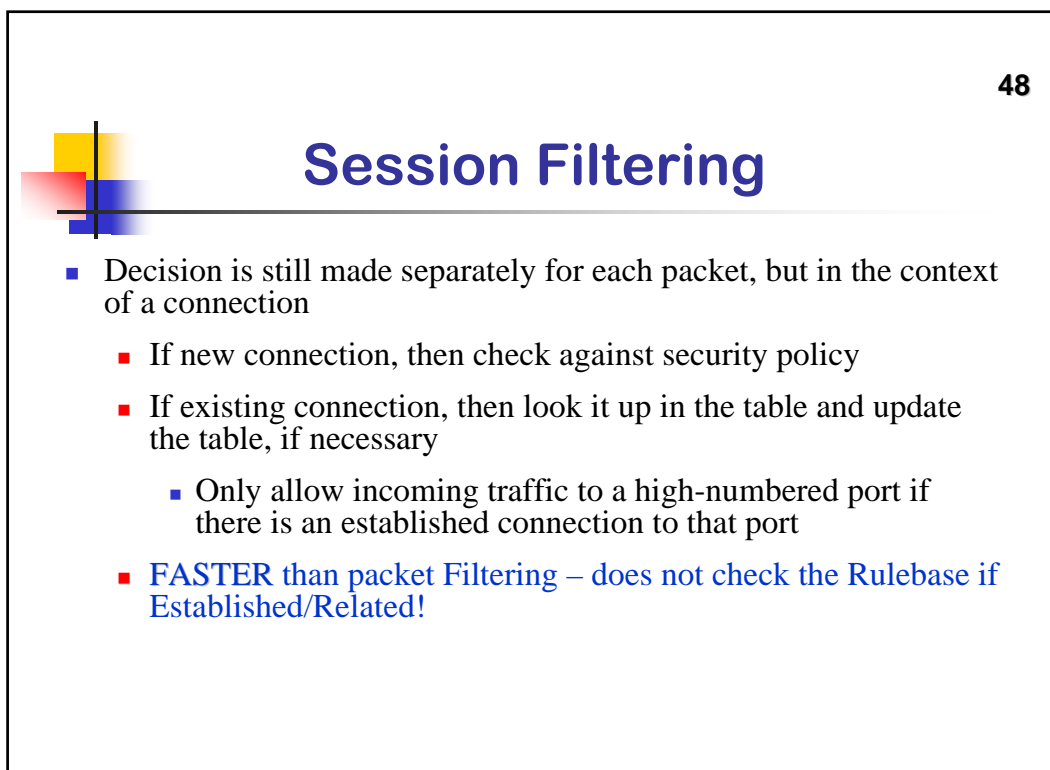 48
Session Filtering
Decision is still made separately for each packet, but in the context
of a connection
If new connection, then check against security policy
If existing connection, then look it up in the table and update
the table, if necessary
Only allow incoming traffic to a high-numbered port if
there is an established connection to that port
FASTER than packet Filtering – does not check the Rulebase if
Established/Related!